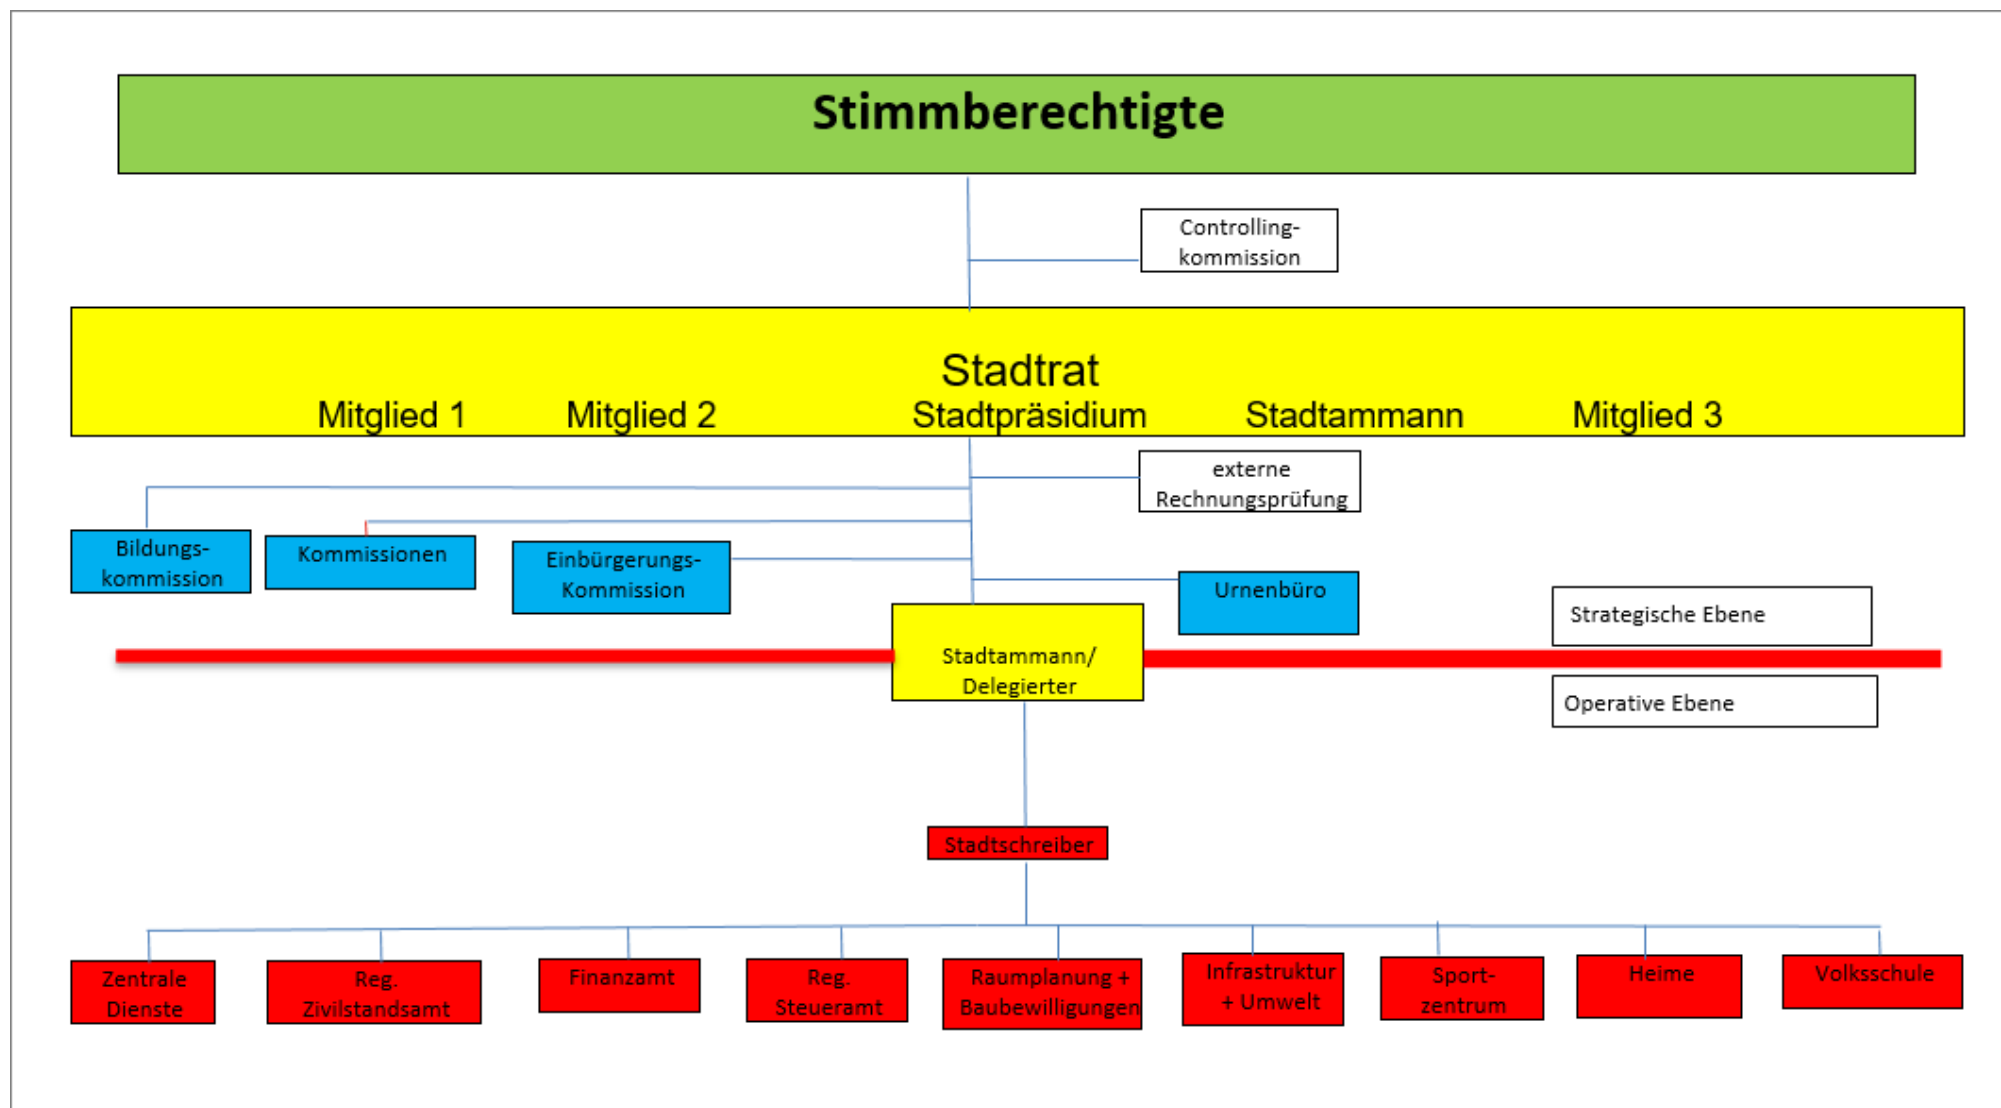 Stimmberechtigte
Controlling-
kommission
Stadtrat
Mitglied 1 Mitglied 2 Stadtpräsidium Stadtammann Mitglied 3
externe
Rechnungsprüfung
Bildungs-
kommission
Kommissionen
Einbürgerungs-
Kommission
Urnenbüro
Strategische Ebene
Stadtammann/
Delegierter
Operative Ebene
Stadtschreiber
Zentrale
Dienste
Reg.
Zivilstandsamt
Finanzamt
Reg.
Steueramt
Raumplanung +
Baubewilligungen
Infrastruktur
+ Umwelt
Sport-
zentrum
Heime
Volksschule